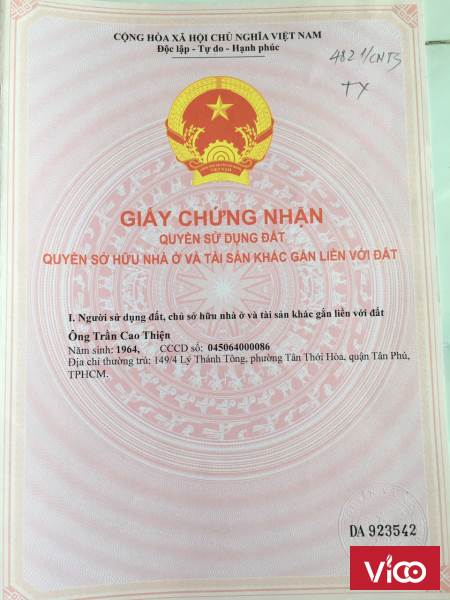 CỘNG HÒA XÃ HỘI CHỦ NGHĨA VIỆT NAM
Độc lập - Tự do - Hạnh phúc
482 1/CNTS
TX
GIẤY CHỨNG NHẬN
QUYỀN SỬ DỤNG ĐẤT
QUYỀN SỞ HỮU NHÀ Ở VÀ TÀI SẢN KHÁC GẮN LIỀN VỚI ĐẤT
I. Người sử dụng đất, chủ sở hữu nhà ở và tài sản khác gắn liền với đất
Ông Trần Cao Thiện
Năm sinh: 1964, CCCD số: 045064000086
Địa chỉ thường trú: 149/4 Lý Thánh Tông, phường Tân Thới Hòa, quận Tân Phú,
TPHCM.
DA 923542
VICO